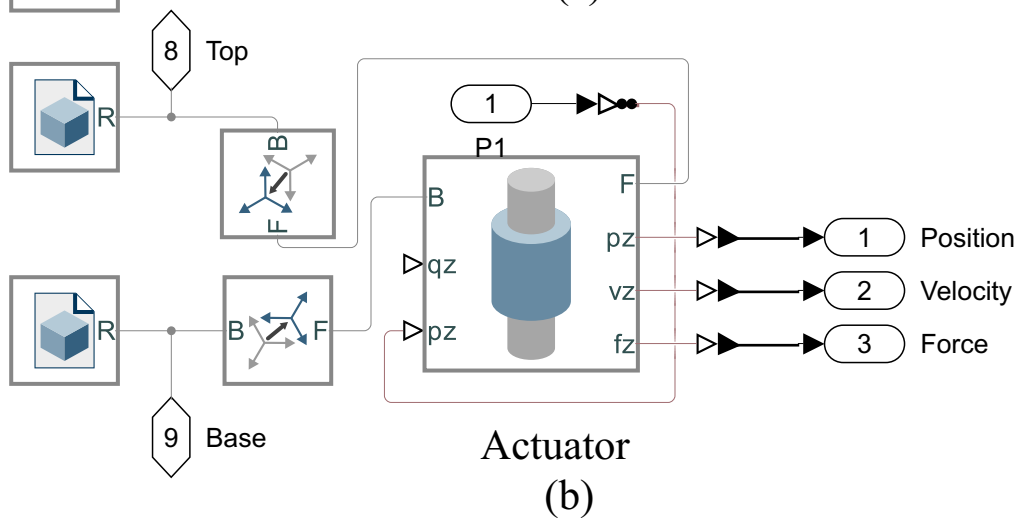 8
Top
R
B
F
1
P1
B
F
qz
pz
pz
vz
fz
1
Position
2
Velocity
3
Force
R
B
F
9
Base
Actuator
(b)